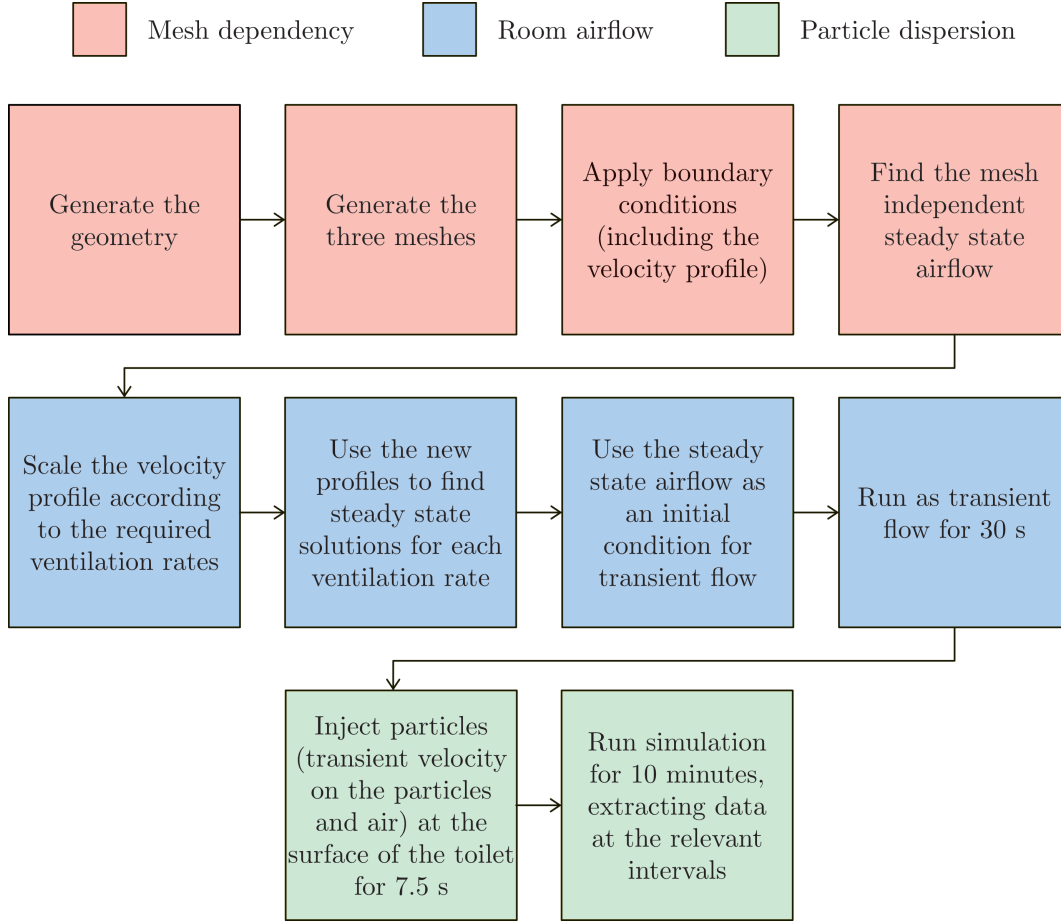 Mesh dependency
Room airflow
Particle dispersion
Generate the
geometry
Generate the
three meshes
Apply boundary
conditions
(including the
velocity profile)
Find the mesh
independent
steady state
airflow
Scale the velocity
profile according
to the required
ventilation rates
Use the new
profiles to find
steady state
solutions for each
ventilation rate
Use the steady
state airflow as
an initial
condition for
transient flow
Run as transient
flow for 30 s
Inject particles
(transient velocity
on the particles
and air) at the
surface of the toilet
for 7.5 s
Run simulation
for 10 minutes,
extracting data
at the relevant
intervals